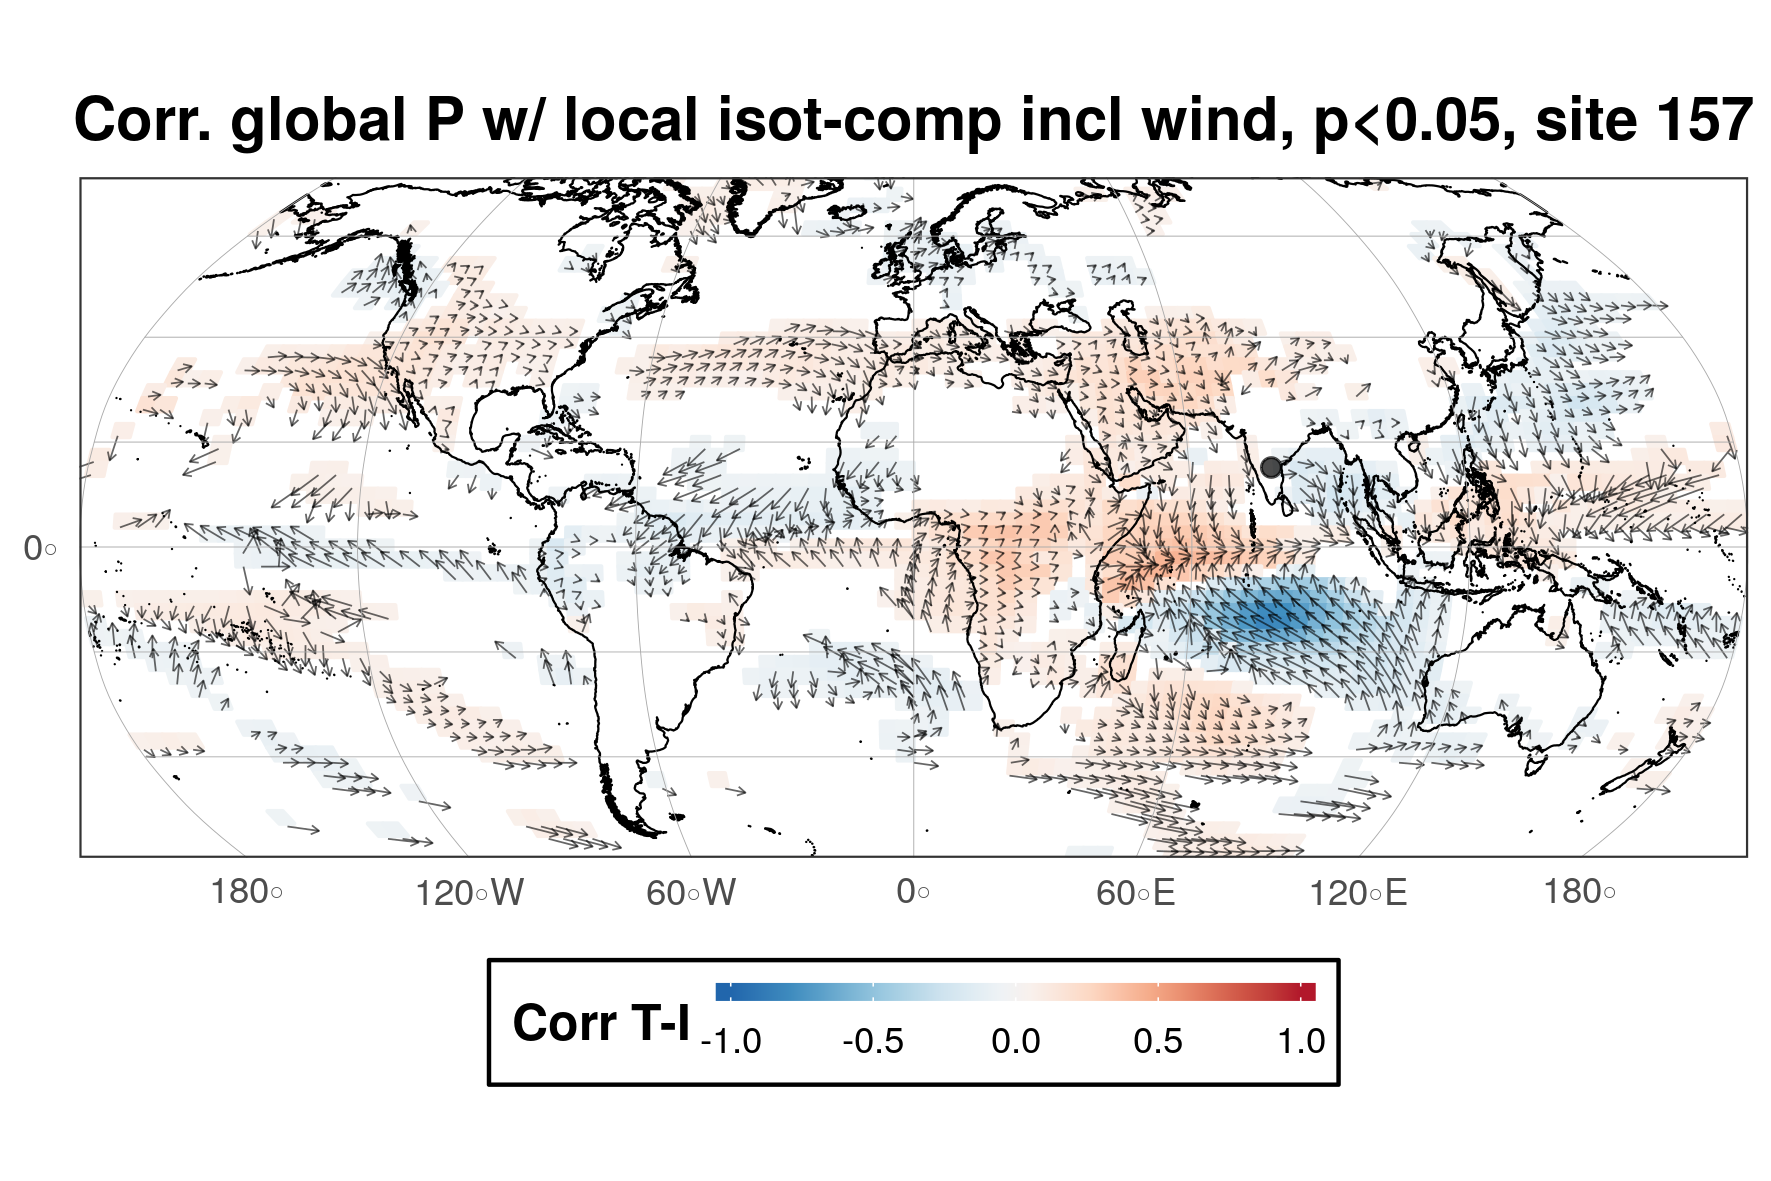 Corr. global P w/ local isot-comp incl wind, p<0.05, site 157
0°
180° 120°W 60°W 0° 60°E 120°E 180°
Corr T-I
-1.0 -0.5 0.0 0.5 1.0